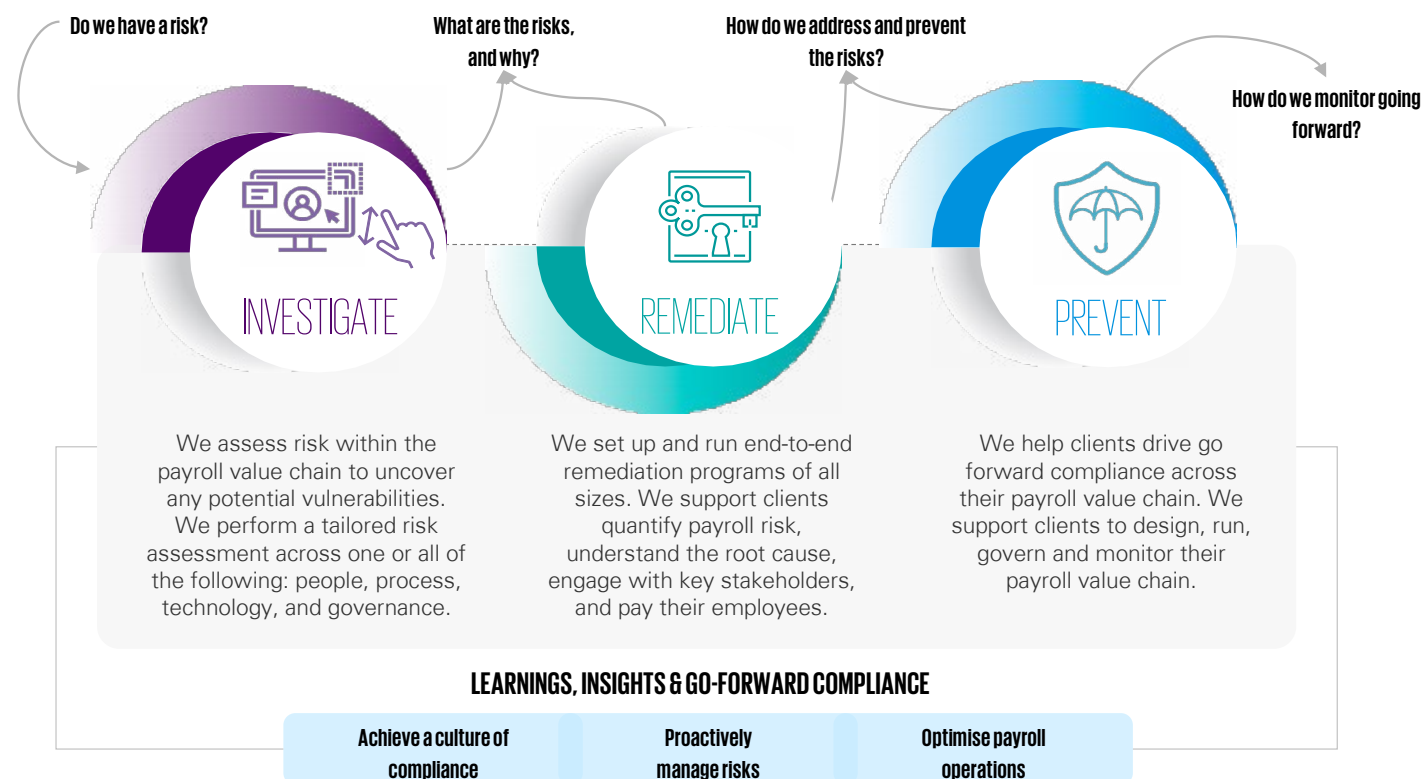 Do we have a risk?
What are the risks,
and why?
How do we address and prevent
the risks?
How do we monitor going
forward?
INVESTIGATE
REMEDIATE
PREVENT
We assess risk within the
payroll value chain to uncover
any potential vulnerabilities.
We perform a tailored risk
assessment across one or all of
the following: people, process,
technology, and governance.
We set up and run end-to-end
remediation programs of all
sizes. We support clients
quantify payroll risk,
understand the root cause,
engage with key stakeholders,
and pay their employees.
We help clients drive go
forward compliance across
their payroll value chain. We
support clients to design, run,
govern and monitor their
payroll value chain.
LEARNINGS, INSIGHTS & GO-FORWARD COMPLIANCE
Achieve a culture of
compliance
Proactively
manage risks
Optimise payroll
operations